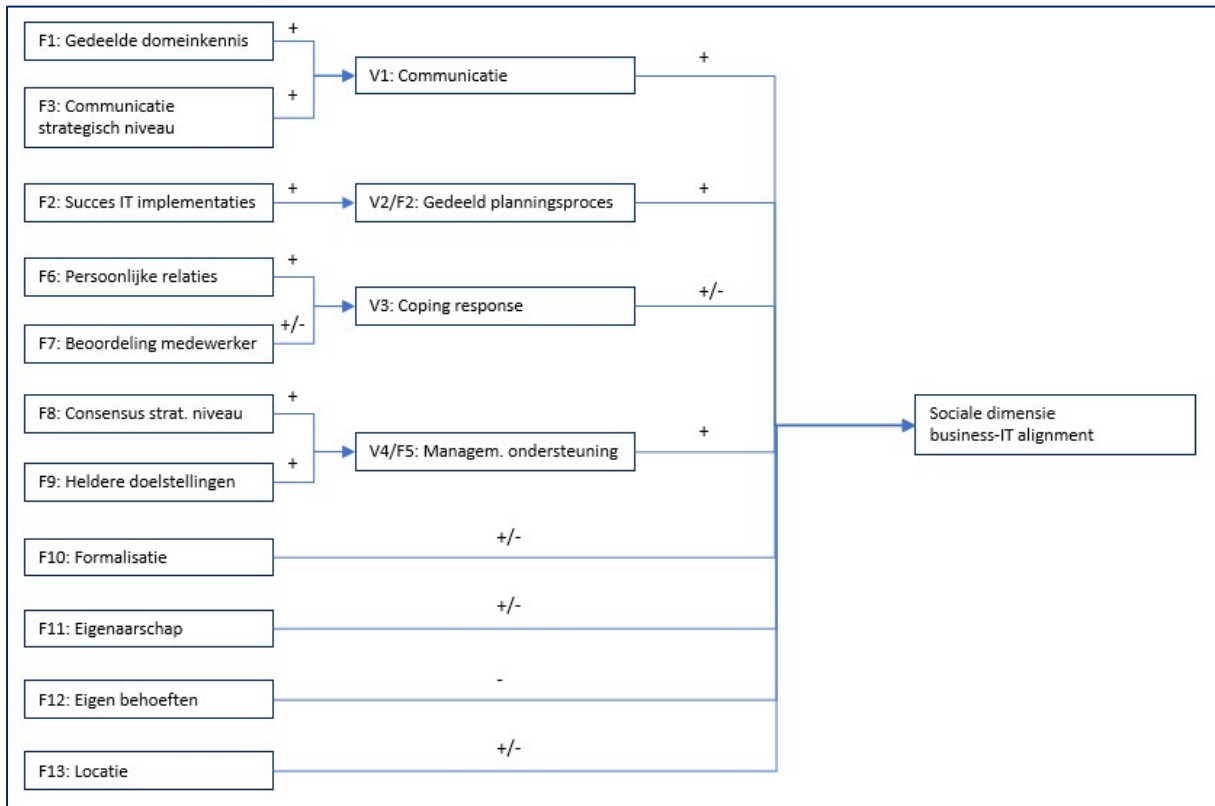 F1: Gedeelde domeinkennis
+
F3: Communicatie
strategisch niveau
+
V1: Communicatie
+
F2: Succes IT implementaties
+
V2/F2: Gedeeld planningsproces
+
F6: Persoonlijke relaties
+
F7: Beoordeling medewerker
+/-
V3: Coping response
+/-
F8: Consensus strat. niveau
+
F9: Heldere doelstellingen
+
V4/F5: Managem. ondersteuning
+
F10: Formalisatie
+/-
F11: Eigenaarschap
+/-
F12: Eigen behoeften
-
F13: Locatie
+/-
Sociale dimensie
business-IT alignment